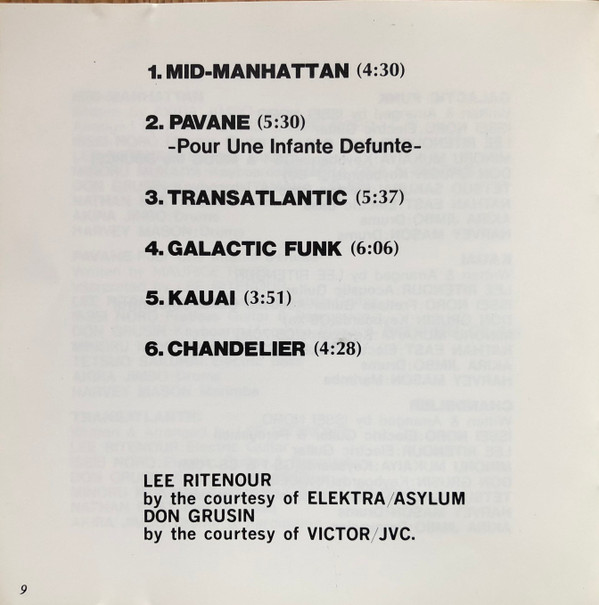 1. MID-MANHATTAN (4:30)
2. PAVANE (5:30)
-Pour Une Infante Defunte-
3. TRANSATLANTIC (5:37)
4. GALACTIC FUNK (6:06)
5. KAUAI (3:51)
6. CHANDELIER (4:28)
LEE RITENOUR
by the courtesy of ELEKTRA/ASYLUM
DON GRUSIN
by the courtesy of VICTOR/JVC.
9